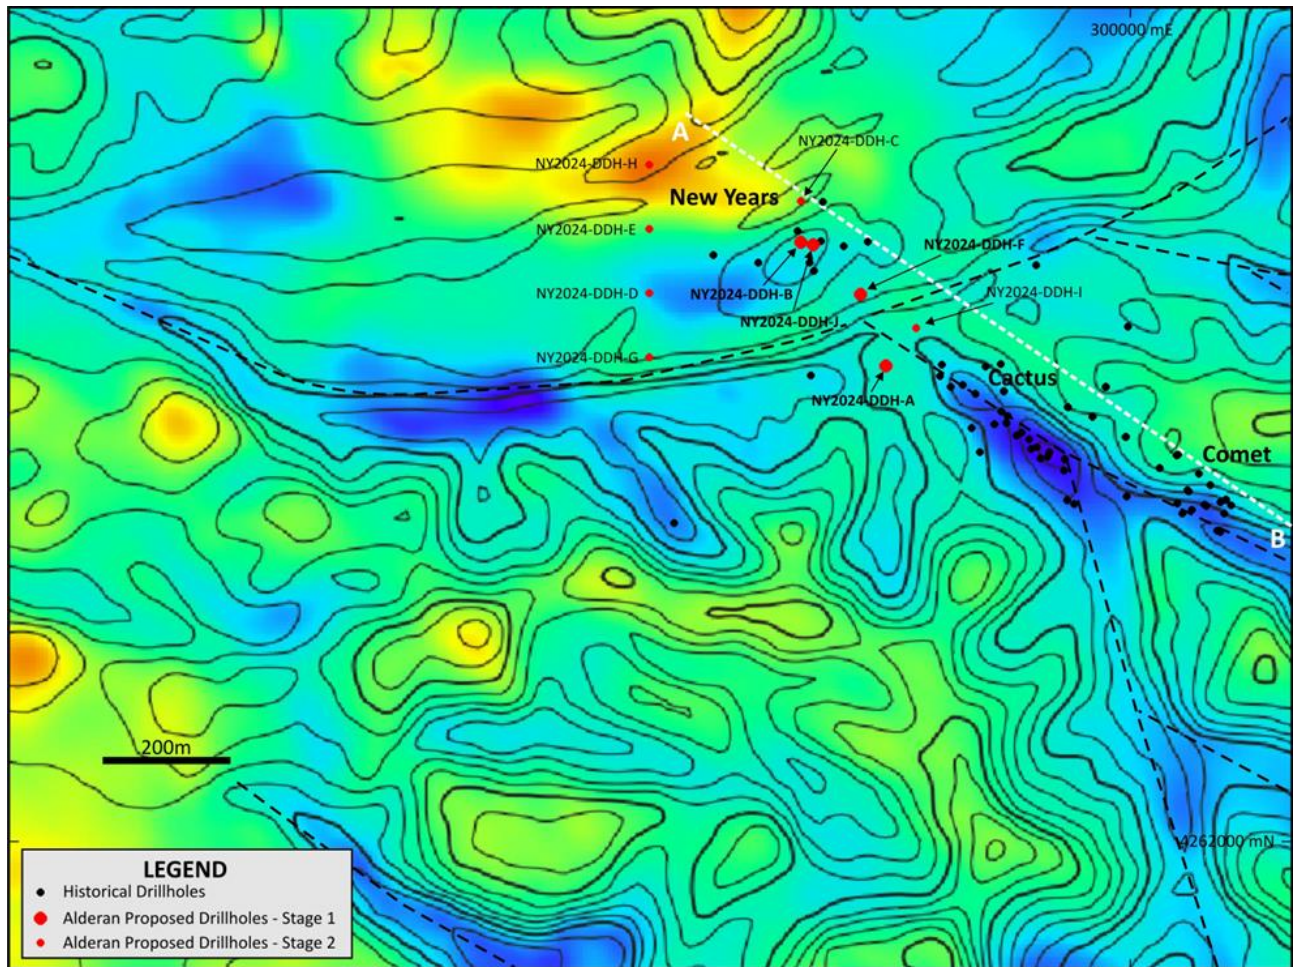 300000 mE
A
NY2024-DDH-C
NY2024-DDH-H
New Years
NY2024-DDH-E
NY2024-DDH-F
NY2024-DDH-D
NY2024-DDH-B
NY2024-DDH-I
NY2024-DDH-J
NY2024-DDH-G
Cactus
NY2024-DDH-A
Comet
B
200m
4262000 mN
LEGEND
Historical Drillholes
Alderan Proposed Drillholes - Stage 1
Alderan Proposed Drillholes - Stage 2